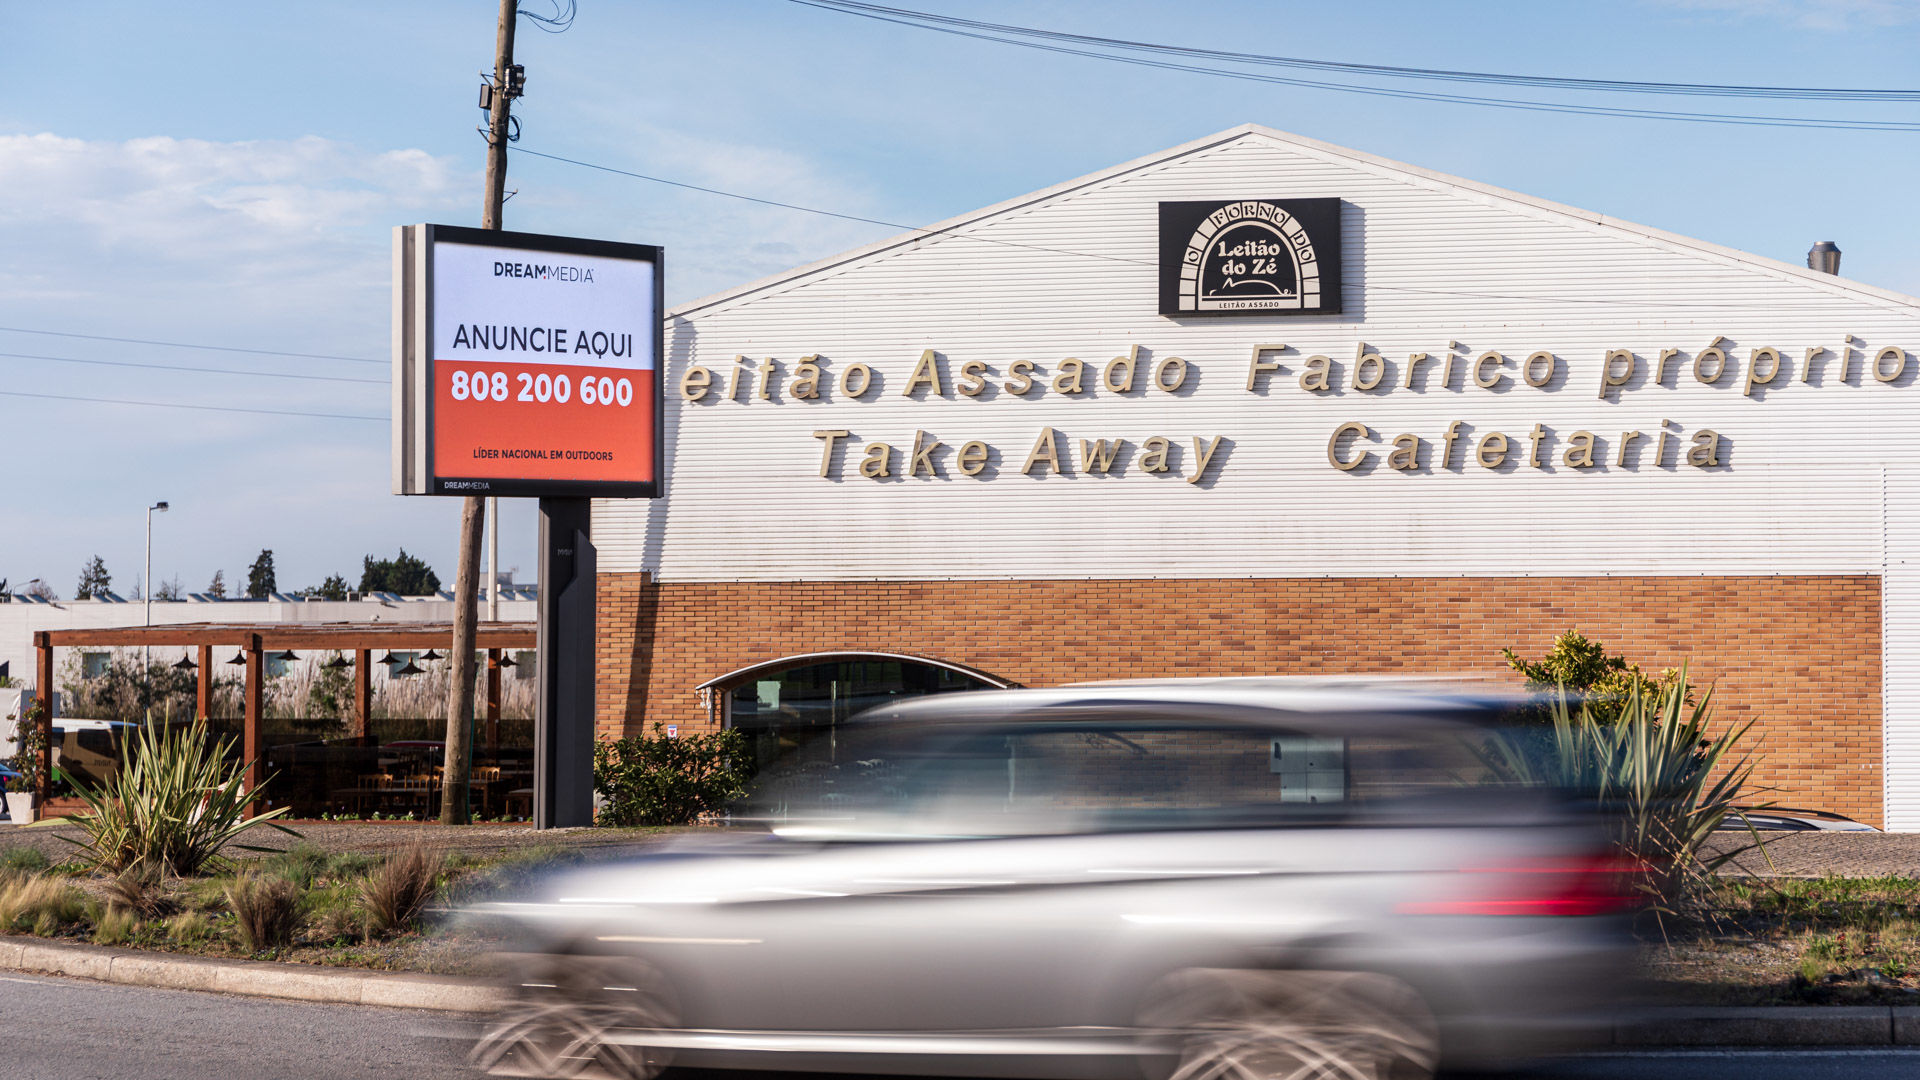 DREAMMEDIA
ANUNCIE AQUI
808 200 600
LÍDER NACIONAL EM OUTDOORS
DREAMMEDIA
O FORNO DO
Leitão
do Zé
LEITÃO ASSADO
eitão Assado Fabrico próprio
Take Away Cafetaria